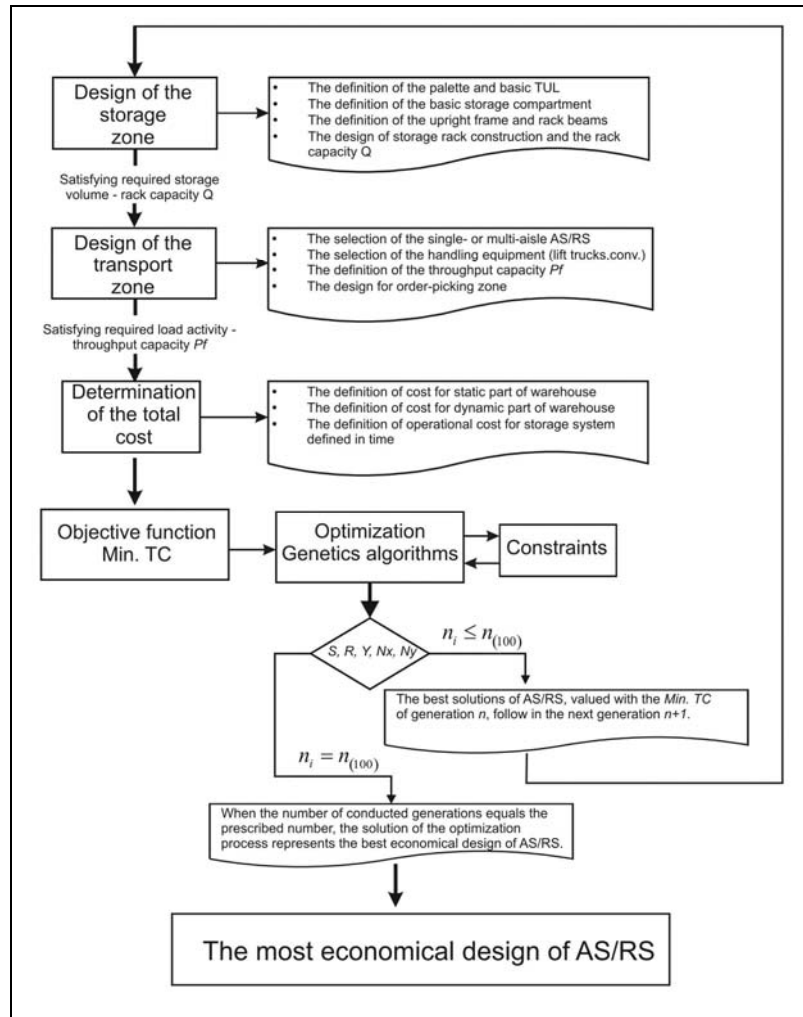 Design of the
storage
zone
• The definition of the palette and basic TUL
• The definition of the basic storage compartment
• The definition of the upright frame and rack beams
• The design of storage rack construction and the rack
capacity Q
Satisfying required storage
volume - rack capacity Q
Design of the
transport
zone
• The selection of the single- or multi-aisle AS/RS
• The selection of the handling equipment (lift trucks.conv.)
• The definition of the throughput capacity Pf
• The design for order-picking zone
Satisfying required load activity -
throughput capacity Pf
Determination
of the total
cost
• The definition of cost for static part of warehouse
• The definition of cost for dynamic part of warehouse
• The definition of operational cost for storage system
defined in time
Objective function
Min. TC
Optimization
Genetics algorithms
Constraints
S, R, Y, Nx, Ny
n_i ≤ n_(100)
The best solutions of AS/RS, valued with the Min. TC
of generation n, follow in the next generation n+1.
n_i = n_(100)
When the number of conducted generations equals the
prescribed number, the solution of the optimization
process represents the best economical design of AS/RS.
The most economical design of AS/RS